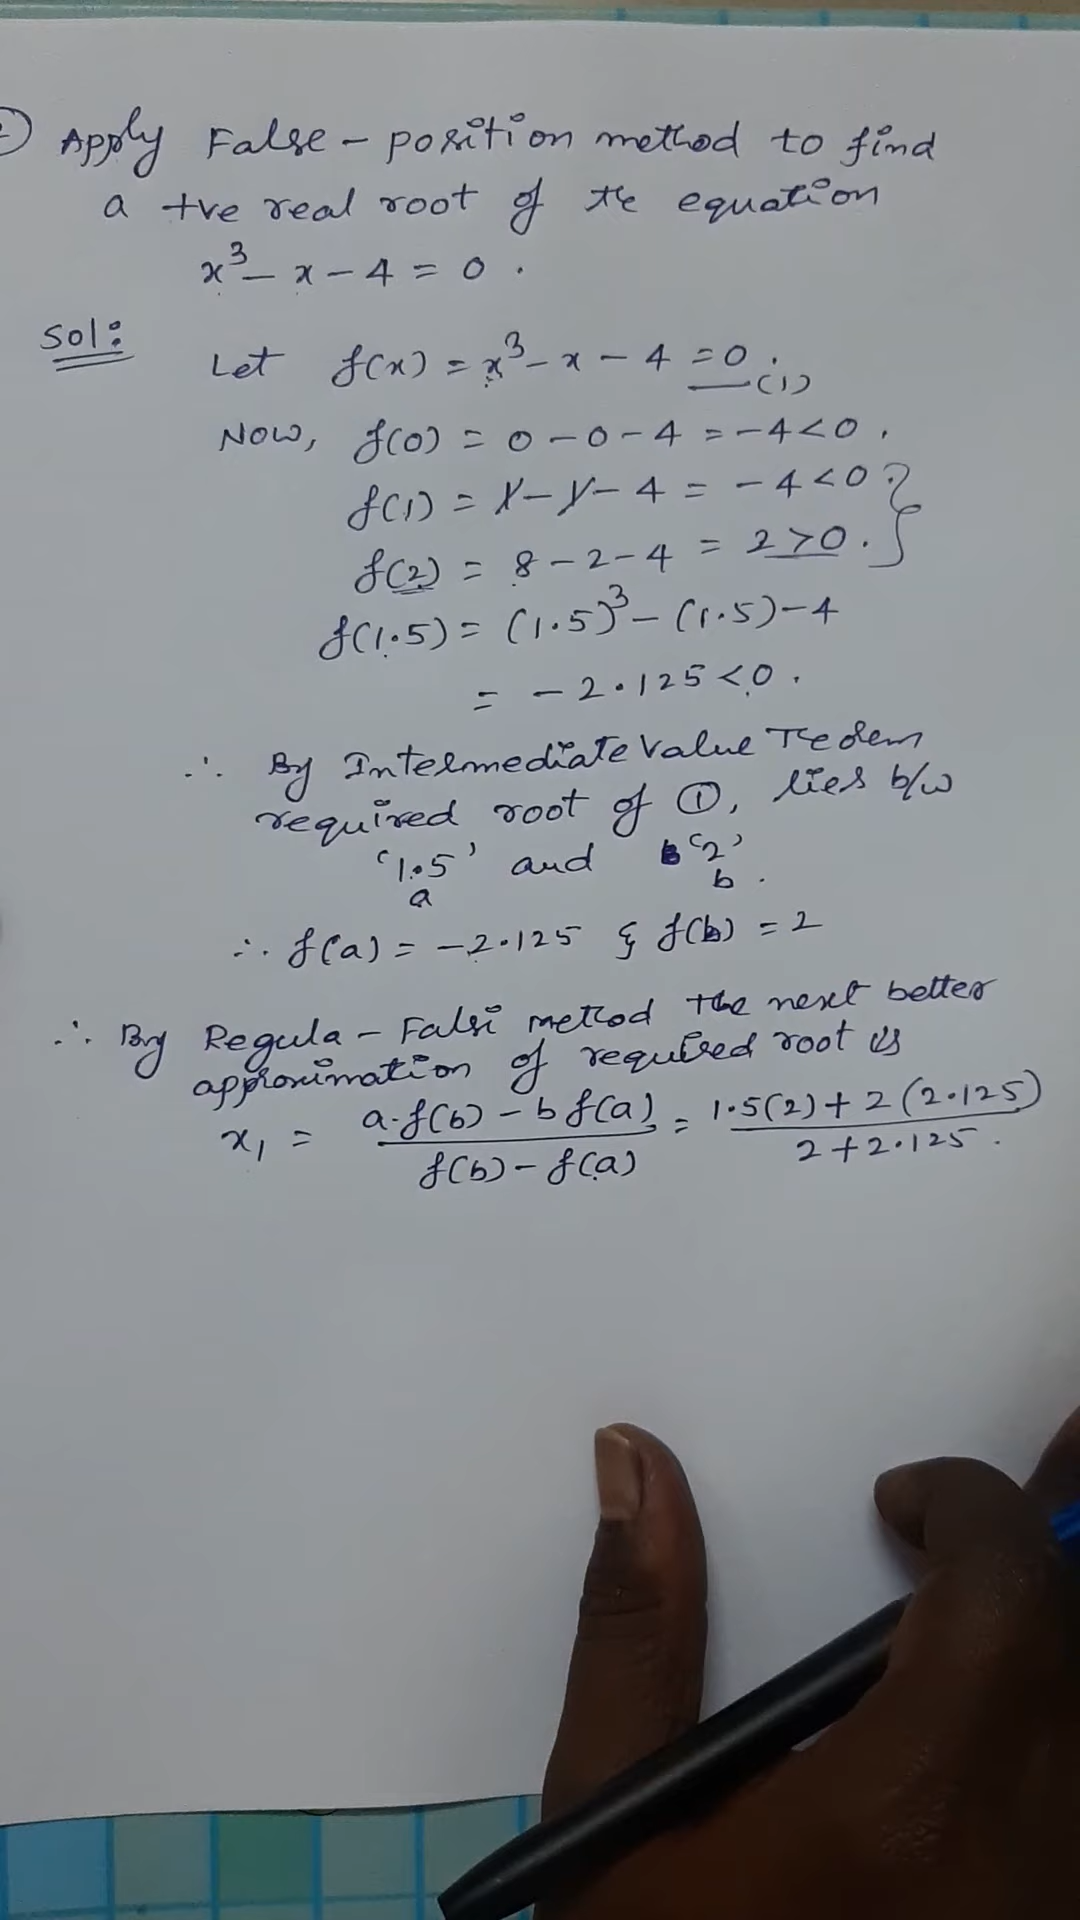 2) Apply False - position method to find
a +ve real root of the equation
x³ - x - 4 = 0 .
Sol:
Let f(x) = x³ - x - 4 = 0 . (1)
Now, f(0) = 0 - 0 - 4 = -4 < 0 .
f(1) = 1 - 1 - 4 = -4 < 0 }
f(2) = 8 - 2 - 4 = 2 > 0 .
f(1.5) = (1.5)³ - (1.5) - 4
= -2.125 < 0 .
∴ By Intermediate Value Theorem
required root of ①, lies b/w
'1.5' and '2'
a b .
∴ f(a) = -2.125 & f(b) = 2
∴ By Regula - Falsi method the next better
approximation of required root is
x₁ = a.f(b) - b f(a) / f(b) - f(a) = 1.5(2) + 2(2.125) / 2 + 2.125 .